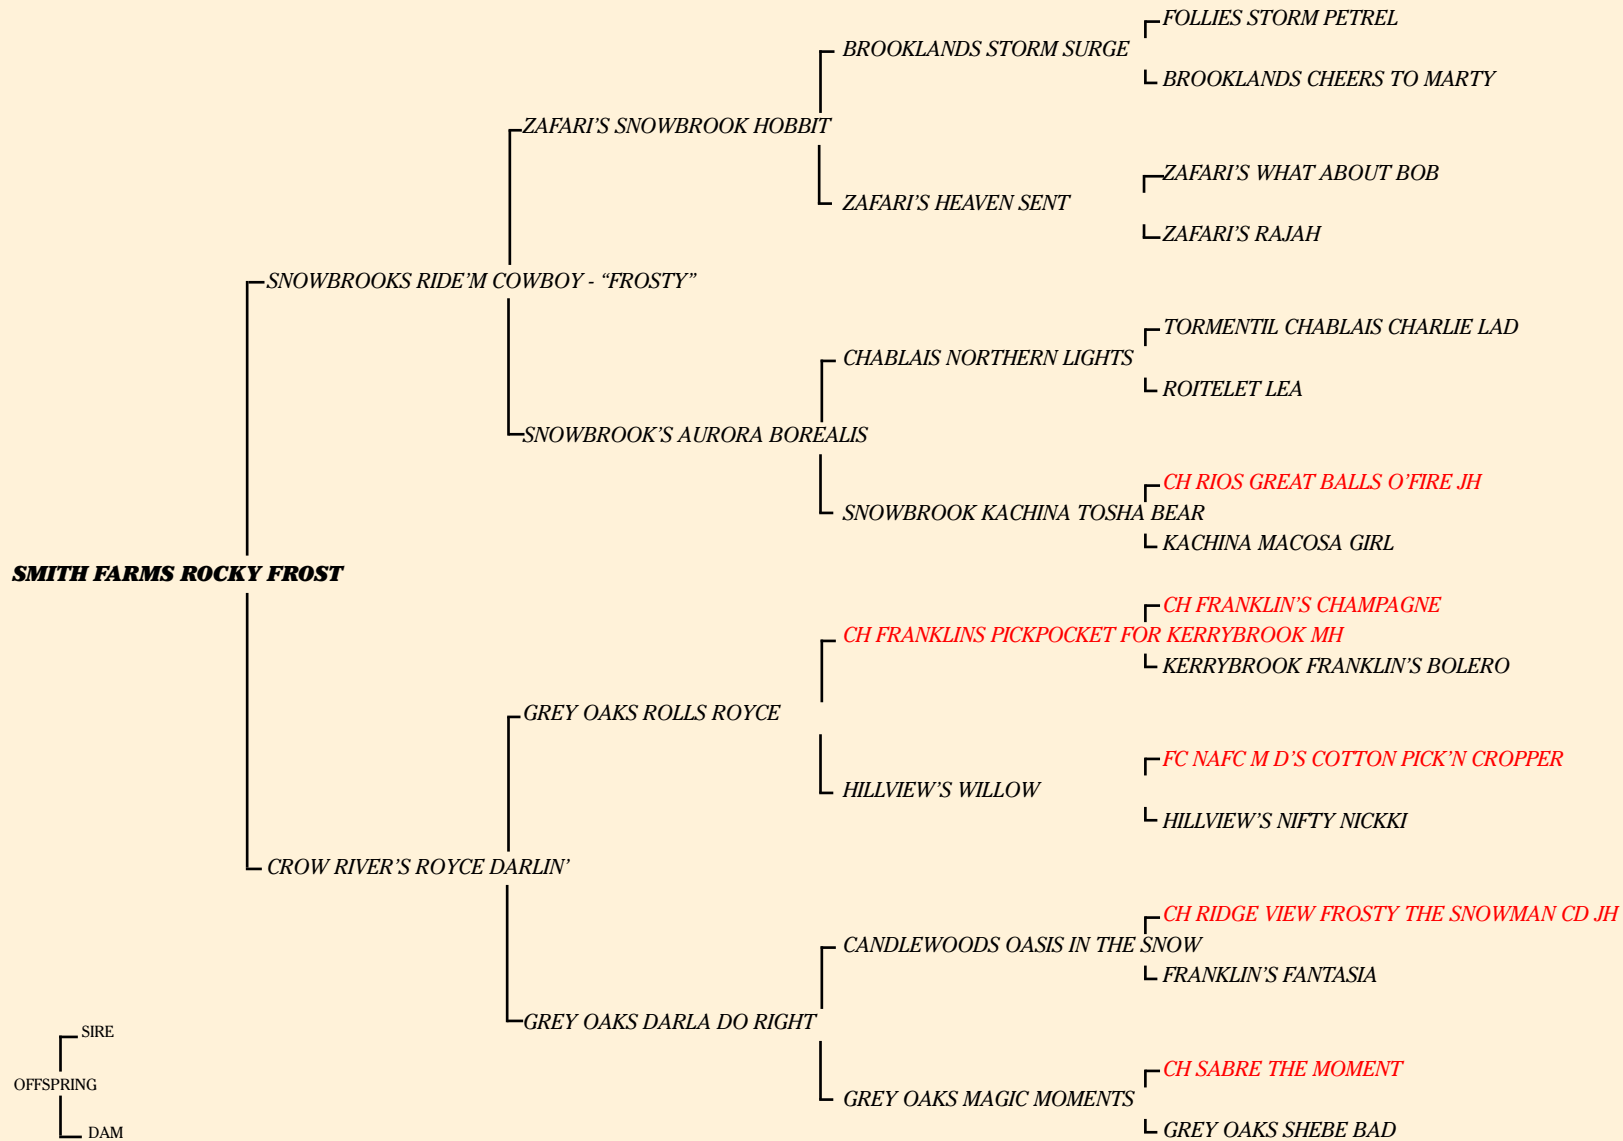 FOLLIES STORM PETREL
BROOKLANDS STORM SURGE
BROOKLANDS CHEERS TO MARTY
ZAFARI’S SNOWBROOK HOBBIT
ZAFARI’S WHAT ABOUT BOB
ZAFARI’S HEAVEN SENT
ZAFARI’S RAJAH
SNOWBROOKS RIDE’M COWBOY - “FROSTY”
TORMENTIL CHABLAIS CHARLIE LAD
CHABLAIS NORTHERN LIGHTS
ROITELET LEA
SNOWBROOK’S AURORA BOREALIS
CH RIOS GREAT BALLS O’FIRE JH
SNOWBROOK KACHINA TOSHA BEAR
KACHINA MACOSA GIRL
SMITH FARMS ROCKY FROST
CH FRANKLIN’S CHAMPAGNE
CH FRANKLINS PICKPOCKET FOR KERRYBROOK MH
KERRYBROOK FRANKLIN’S BOLERO
GREY OAKS ROLLS ROYCE
FC NAFC M D’S COTTON PICK’N CROPPER
HILLVIEW’S WILLOW
HILLVIEW’S NIFTY NICKKI
CROW RIVER’S ROYCE DARLIN’
CH RIDGE VIEW FROSTY THE SNOWMAN CD JH
CANDLEWOODS OASIS IN THE SNOW
FRANKLIN’S FANTASIA
GREY OAKS DARLA DO RIGHT
CH SABRE THE MOMENT
GREY OAKS MAGIC MOMENTS
GREY OAKS SHEBE BAD
SIRE
OFFSPRING
DAM